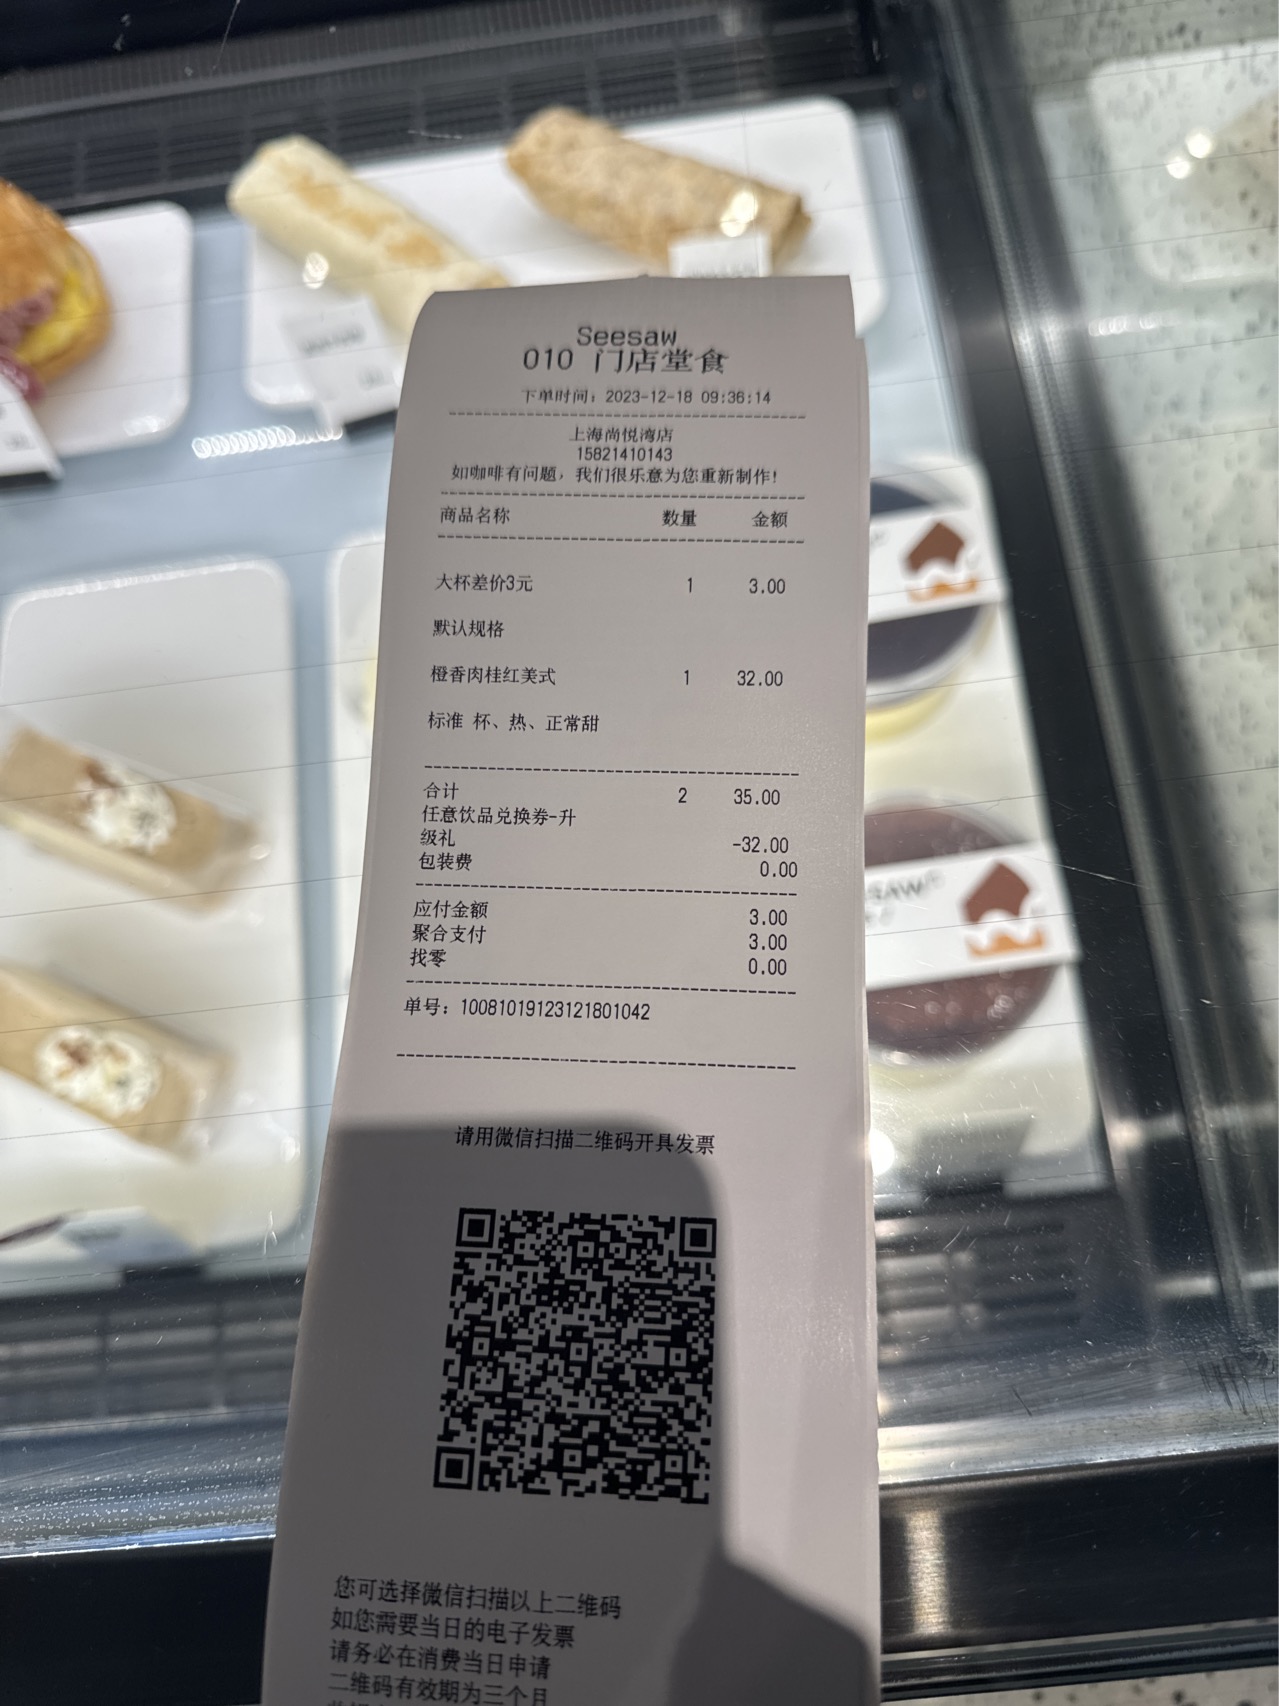 Seesaw
010 门店堂食
下单时间：2023-12-18 09:36:14
上海尚悦湾店
15821410143
如咖啡有问题，我们很乐意为您重新制作！
商品名称 数量 金额
大杯差价3元 1 3.00
默认规格
橙香肉桂红美式 1 32.00
标准 杯、热、正常甜
合计 2 35.00
任意饮品兑换券-升
级礼 -32.00
包装费 0.00
应付金额 3.00
聚合支付 3.00
找零 0.00
单号：10081019123121801042
请用微信扫描二维码开具发票
您可选择微信扫描以上二维码
如您需要当日的电子发票
请务必在消费当日申请
二维码有效期为三个月